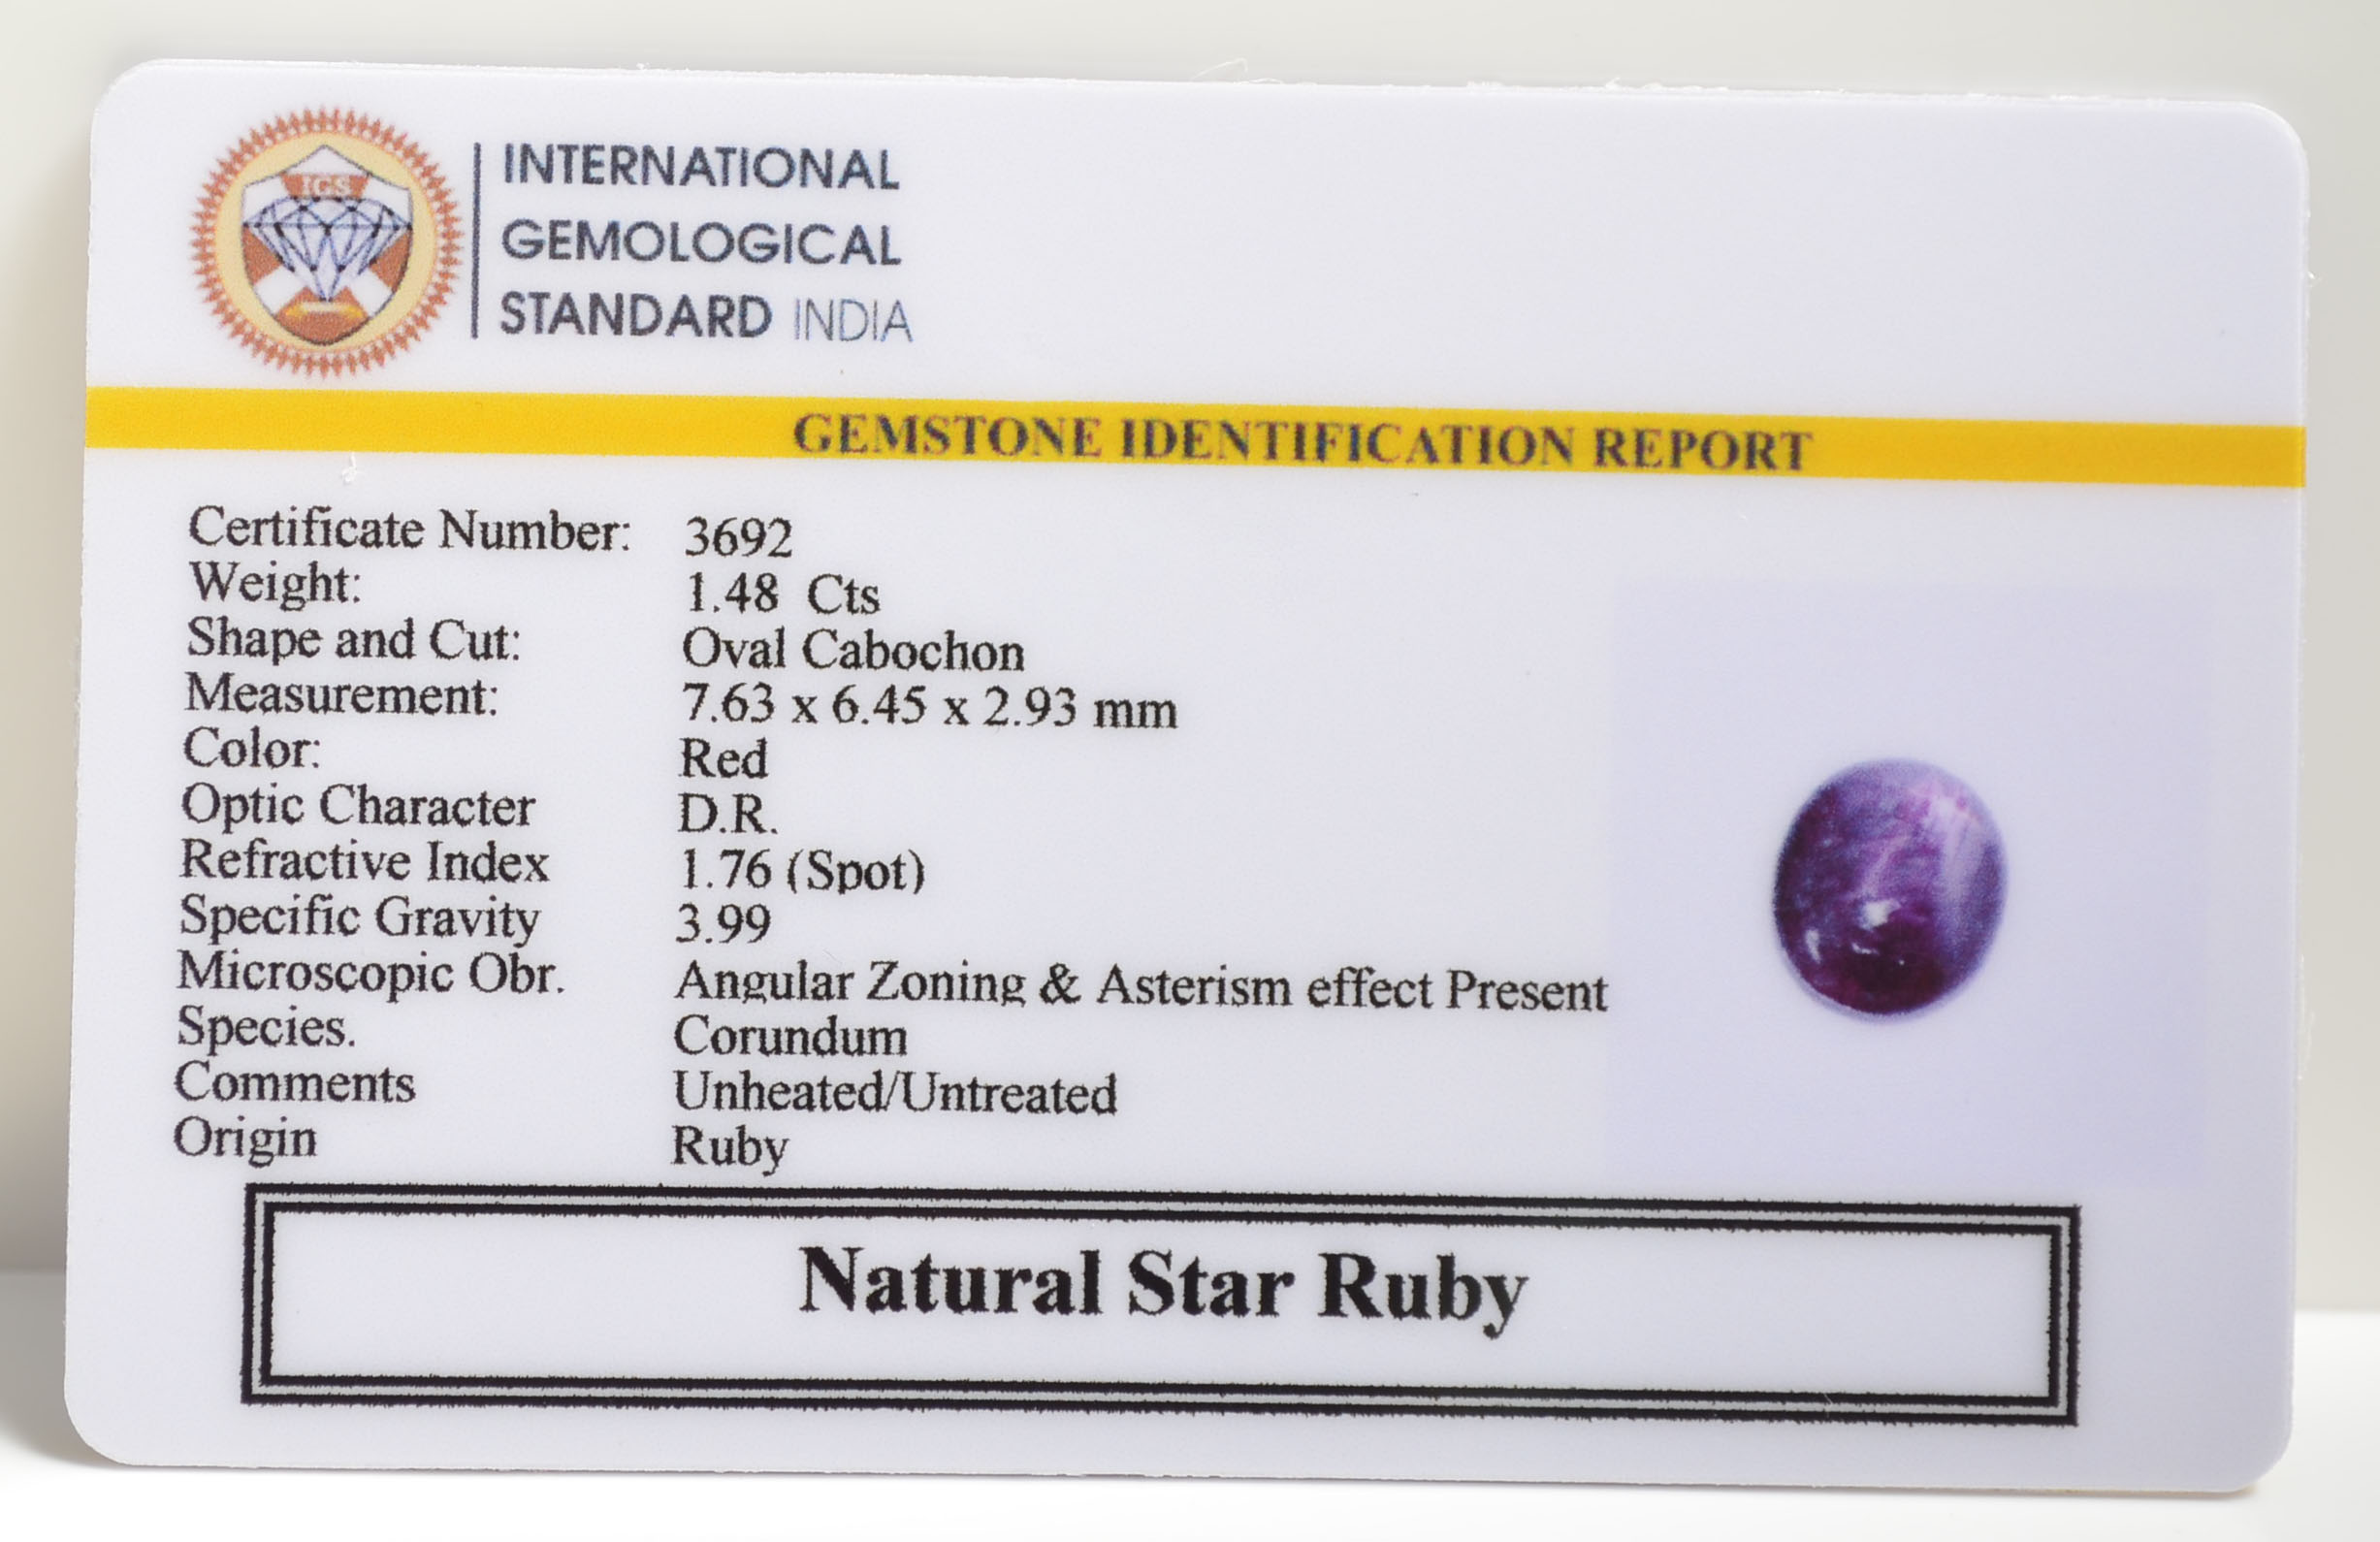 IGS
INTERNATIONAL
GEMOLOGICAL
STANDARD INDIA
GEMSTONE IDENTIFICATION REPORT
Certificate Number: 3692
Weight: 1.48 Cts
Shape and Cut: Oval Cabochon
Measurement: 7.63 x 6.45 x 2.93 mm
Color: Red
Optic Character D.R.
Refractive Index 1.76 (Spot)
Specific Gravity 3.99
Microscopic Obr. Angular Zoning & Asterism effect Present
Species. Corundum
Comments Unheated/Untreated
Origin Ruby
Natural Star Ruby